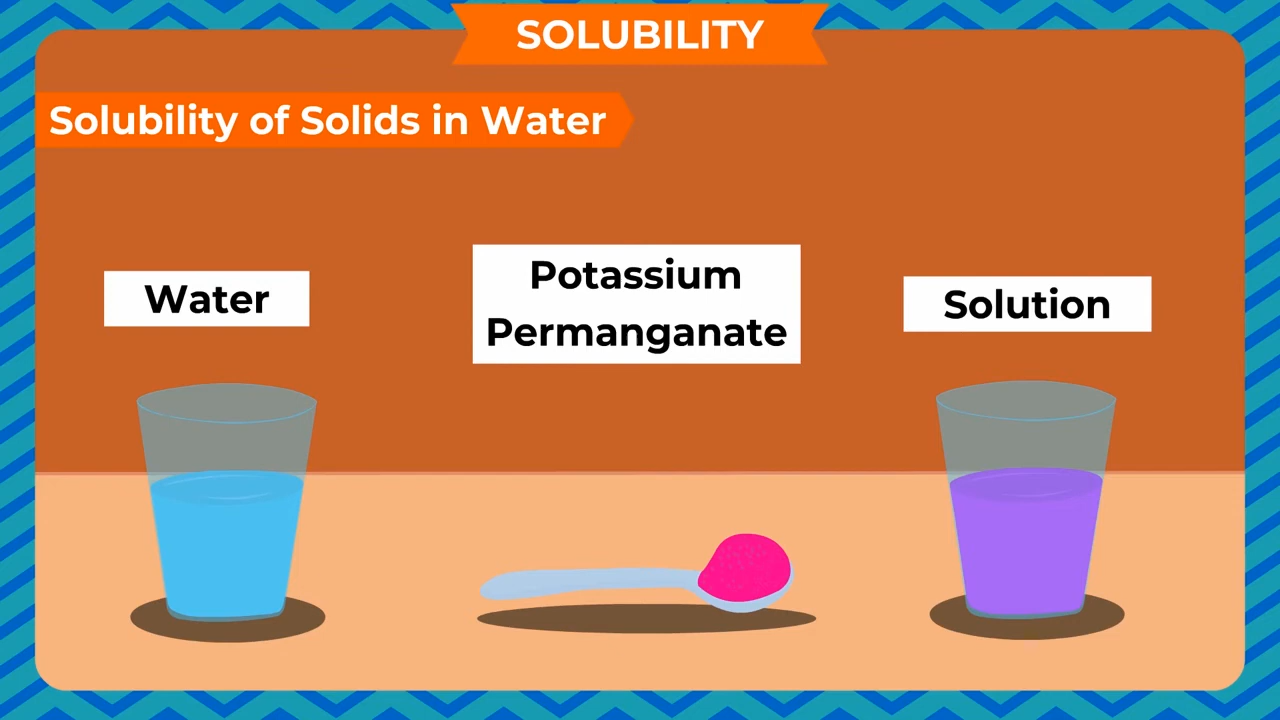 SOLUBILITY
Solubility of Solids in Water
Water
Potassium
Permanganate
Solution